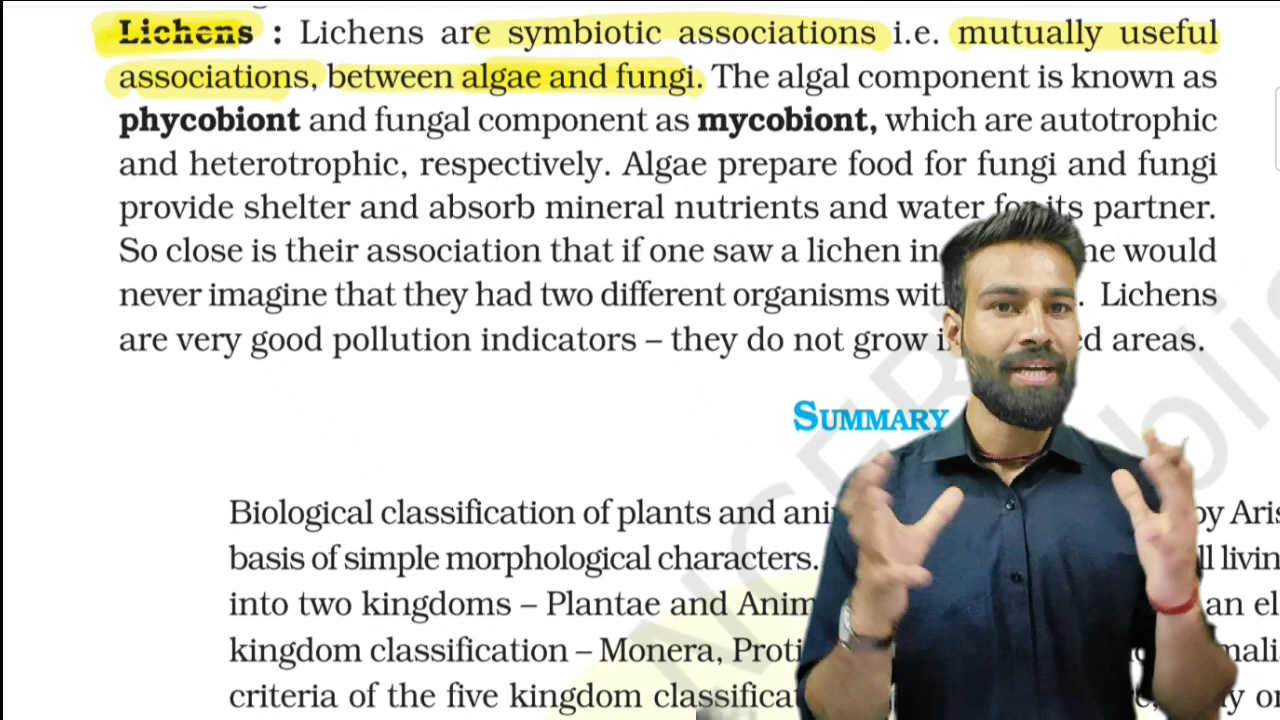 Lichens : Lichens are symbiotic associations i.e. mutually useful
associations, between algae and fungi. The algal component is known as
phycobiont and fungal component as mycobiont, which are autotrophic
and heterotrophic, respectively. Algae prepare food for fungi and fungi
provide shelter and absorb mineral nutrients and water for its partner.
So close is their association that if one saw a lichen in would
never imagine that they had two different organisms Lichens
are very good pollution indicators – they do not grow areas.
SUMMARY
Biological classification of plants and by
basis of simple morphological characters.
into two kingdoms – Plantae and an
kingdom classification – Monera,
criteria of the five kingdom